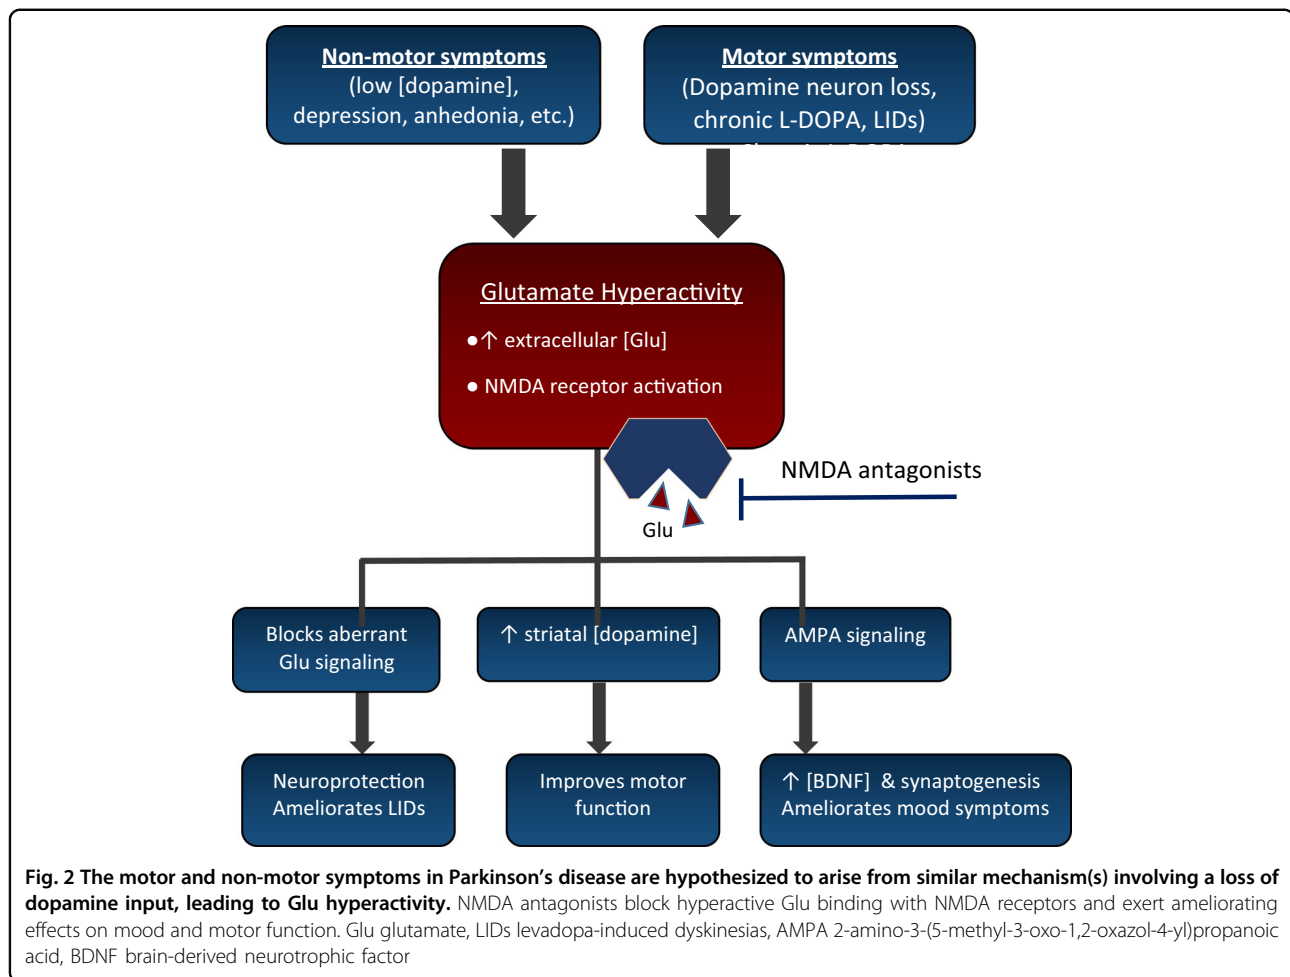 Non-motor symptoms
(low [dopamine],
depression, anhedonia, etc.)
Motor symptoms
(Dopamine neuron loss,
chronic L-DOPA, LIDs)
Glutamate Hyperactivity
●↑ extracellular [Glu]
● NMDA receptor activation
NMDA antagonists
Glu
Blocks aberrant
Glu signaling
↑ striatal [dopamine]
AMPA signaling
Neuroprotection
Ameliorates LIDs
Improves motor
function
↑ [BDNF] & synaptogenesis
Ameliorates mood symptoms
Fig. 2 The motor and non-motor symptoms in Parkinson's disease are hypothesized to arise from similar mechanism(s) involving a loss of
dopamine input, leading to Glu hyperactivity. NMDA antagonists block hyperactive Glu binding with NMDA receptors and exert ameliorating
effects on mood and motor function. Glu glutamate, LIDs levadopa-induced dyskinesias, AMPA 2-amino-3-(5-methyl-3-oxo-1,2-oxazol-4-yl)propanoic
acid, BDNF brain-derived neurotrophic factor